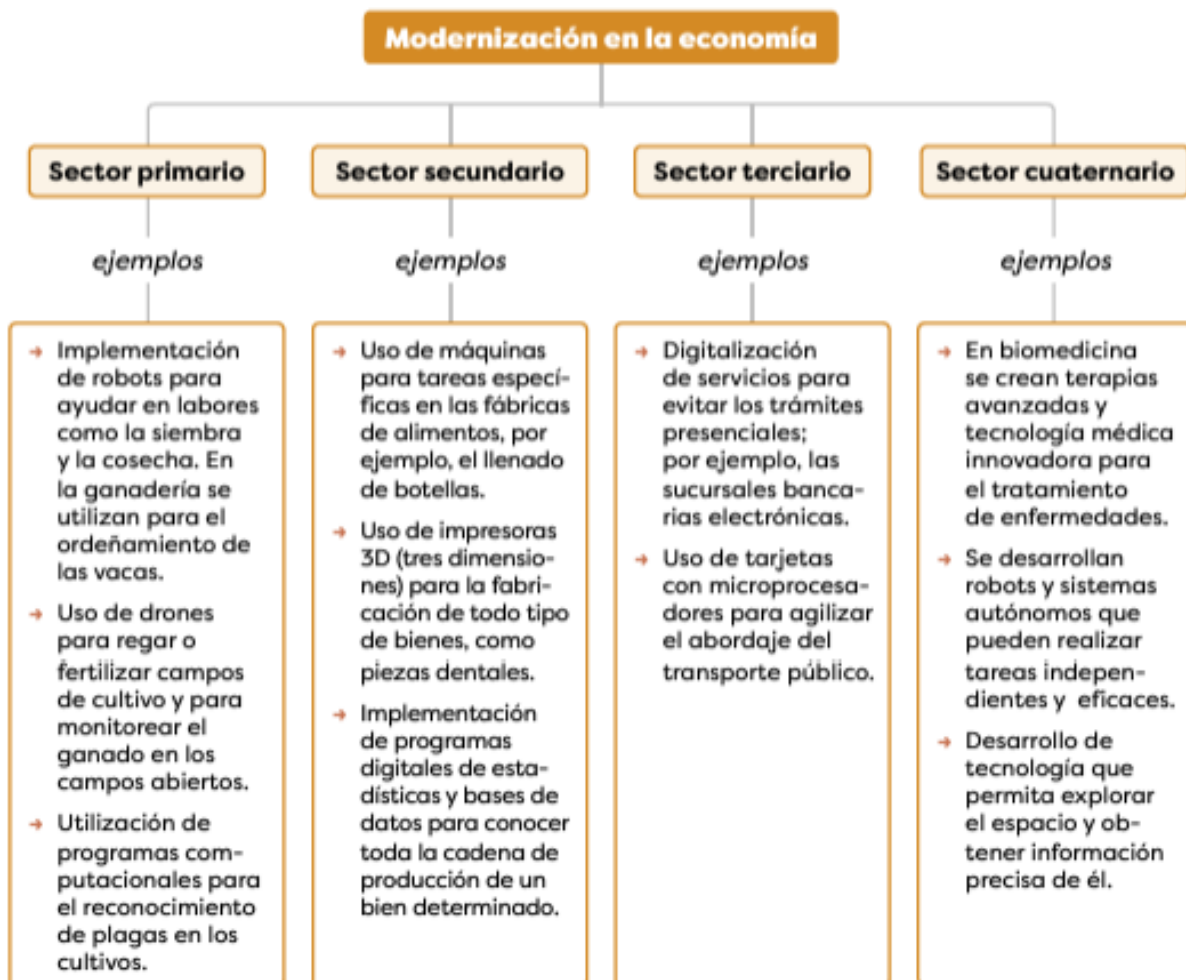 Modernización en la economía
Sector primario
ejemplos
→ Implementación
de robots para
ayudar en labores
como la siembra
y la cosecha. En
la ganadería se
utilizan para el
ordeñamiento de
las vacas.
→ Uso de drones
para regar o
fertilizar campos
de cultivo y para
monitorear el
ganado en los
campos abiertos.
→ Utilización de
programas com-
putacionales para
el reconocimiento
de plagas en los
cultivos.
Sector secundario
ejemplos
→ Uso de máquinas
para tareas especí-
ficas en las fábricas
de alimentos, por
ejemplo, el llenado
de botellas.
→ Uso de impresoras
3D (tres dimensio-
nes) para la fabri-
cación de todo tipo
de bienes, como
piezas dentales.
→ Implementación
de programas
digitales de esta-
dísticas y bases de
datos para conocer
toda la cadena de
producción de un
bien determinado.
Sector terciario
ejemplos
→ Digitalización
de servicios para
evitar los trámites
presenciales;
por ejemplo, las
sucursales banca-
rias electrónicas.
→ Uso de tarjetas
con microprocesa-
dores para agilizar
el abordaje del
transporte público.
Sector cuaternario
ejemplos
→ En biomedicina
se crean terapias
avanzadas y
tecnología médica
innovadora para
el tratamiento
de enfermedades.
→ Se desarrollan
robots y sistemas
autónomos que
pueden realizar
tareas indepen-
dientes y eficaces.
→ Desarrollo de
tecnología que
permita explorar
el espacio y ob-
tener información
precisa de él.